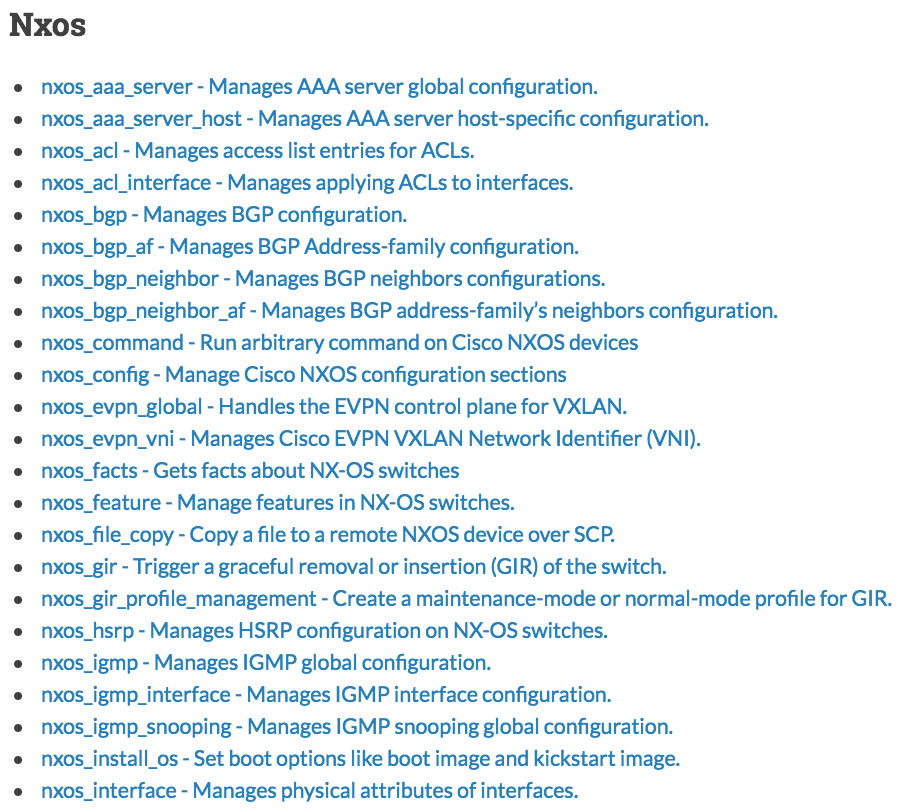 Nxos
nxos_aaa_server - Manages AAA server global configuration.
nxos_aaa_server_host - Manages AAA server host-specific configuration.
nxos_acl - Manages access list entries for ACLs.
nxos_acl_interface - Manages applying ACLs to interfaces.
nxos_bgp - Manages BGP configuration.
nxos_bgp_af - Manages BGP Address-family configuration.
nxos_bgp_neighbor - Manages BGP neighbors configurations.
nxos_bgp_neighbor_af - Manages BGP address-family’s neighbors configuration.
nxos_command - Run arbitrary command on Cisco NXOS devices
nxos_config - Manage Cisco NXOS configuration sections
nxos_evpn_global - Handles the EVPN control plane for VXLAN.
nxos_evpn_vni - Manages Cisco EVPN VXLAN Network Identifier (VNI).
nxos_facts - Gets facts about NX-OS switches
nxos_feature - Manage features in NX-OS switches.
nxos_file_copy - Copy a file to a remote NXOS device over SCP.
nxos_gir - Trigger a graceful removal or insertion (GIR) of the switch.
nxos_gir_profile_management - Create a maintenance-mode or normal-mode profile for GIR.
nxos_hsrp - Manages HSRP configuration on NX-OS switches.
nxos_igmp - Manages IGMP global configuration.
nxos_igmp_interface - Manages IGMP interface configuration.
nxos_igmp_snooping - Manages IGMP snooping global configuration.
nxos_install_os - Set boot options like boot image and kickstart image.
nxos_interface - Manages physical attributes of interfaces.